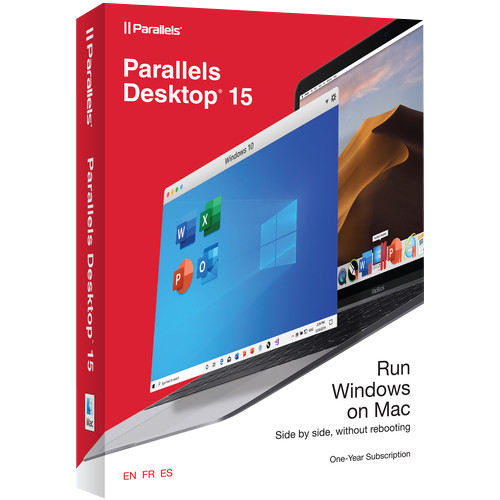 ||Parallels®
Parallels
Desktop® 15
||Parallels®
Parallels Desktop® 15
Mac
Windows 10
W
X
P
O
MacBook
Run
Windows
on Mac
Side by side, without rebooting
One-Year Subscription
EN FR ES